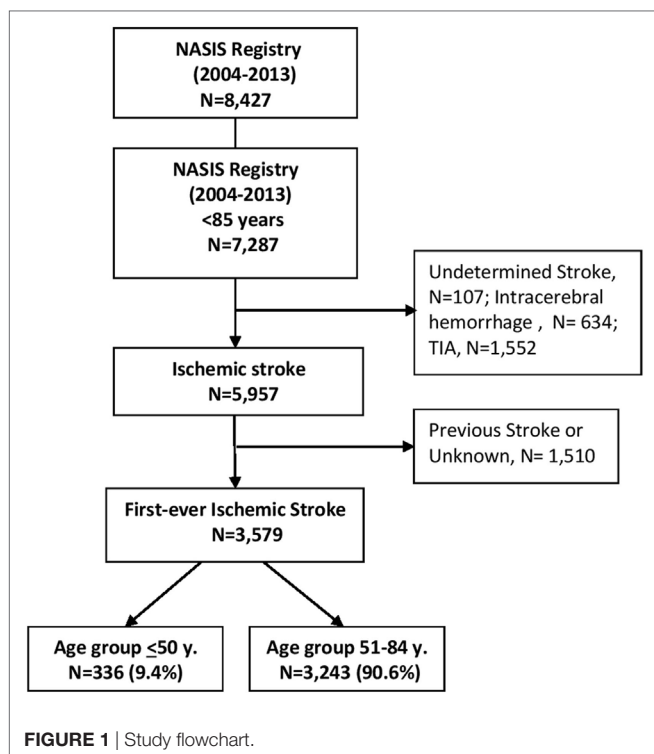 NASIS Registry
(2004-2013)
N=8,427
NASIS Registry
(2004-2013)
<85 years
N=7,287
Undetermined Stroke,
N=107; Intracerebral
hemorrhage , N= 634;
TIA, N=1,552
Ischemic stroke
N=5,957
Previous Stroke or
Unknown, N= 1,510
First-ever Ischemic Stroke
N=3,579
Age group ≤50 y.
N=336 (9.4%)
Age group 51-84 y.
N=3,243 (90.6%)
FIGURE 1 | Study flowchart.